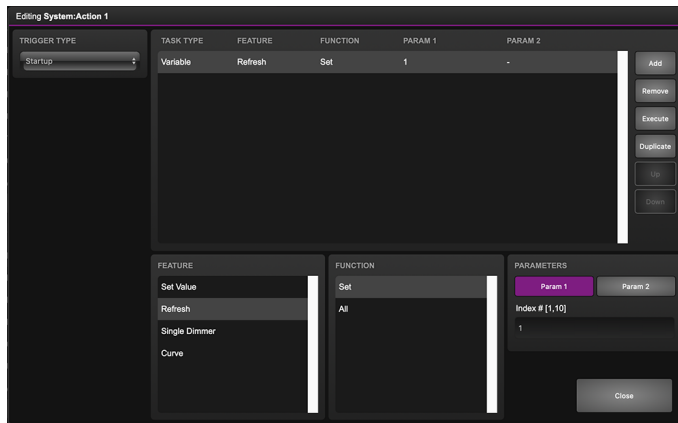 Editing System:Action 1
TRIGGER TYPE
Startup
TASK TYPE FEATURE FUNCTION PARAM 1 PARAM 2
Variable Refresh Set 1 -
Add
Remove
Execute
Duplicate
Up
Down
FEATURE
Set Value
Refresh
Single Dimmer
Curve
FUNCTION
Set
All
PARAMETERS
Param 1 Param 2
Index # [1,10]
1
Close